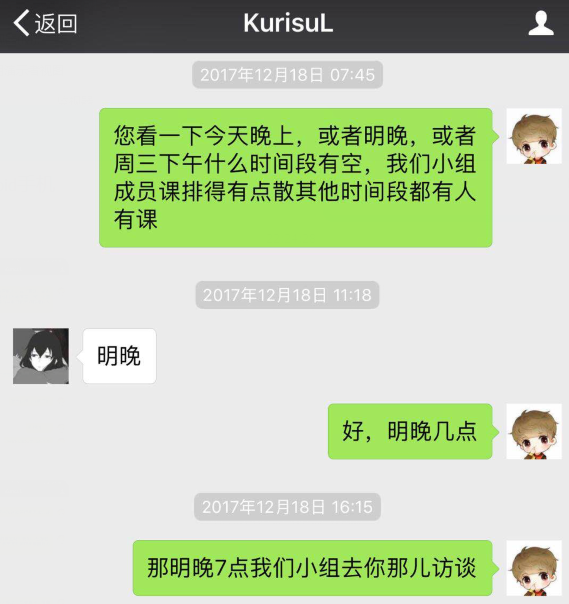 返回
KurisuL
2017年12月18日 07:45
您看一下今天晚上，或者明晚，或者
周三下午什么时间段有空，我们小组
成员课排得有点散其他时间段都有人
有课
2017年12月18日 11:18
明晚
好，明晚几点
2017年12月18日 16:15
那明晚7点我们小组去你那儿访谈